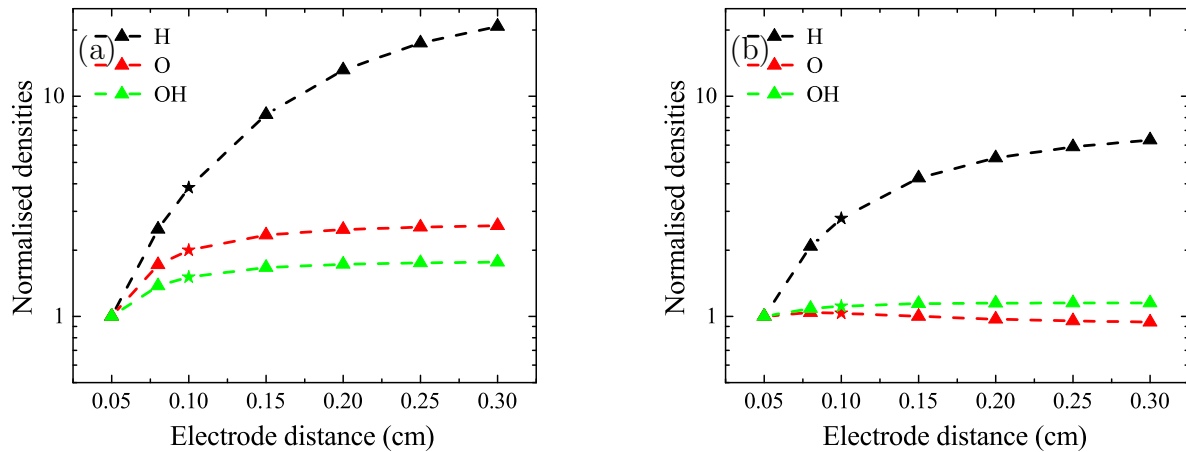 (a)
H
O
OH
10
1
Normalised densities
0.05 0.10 0.15 0.20 0.25 0.30
Electrode distance (cm)
(b)
H
O
OH
10
1
Normalised densities
0.05 0.10 0.15 0.20 0.25 0.30
Electrode distance (cm)